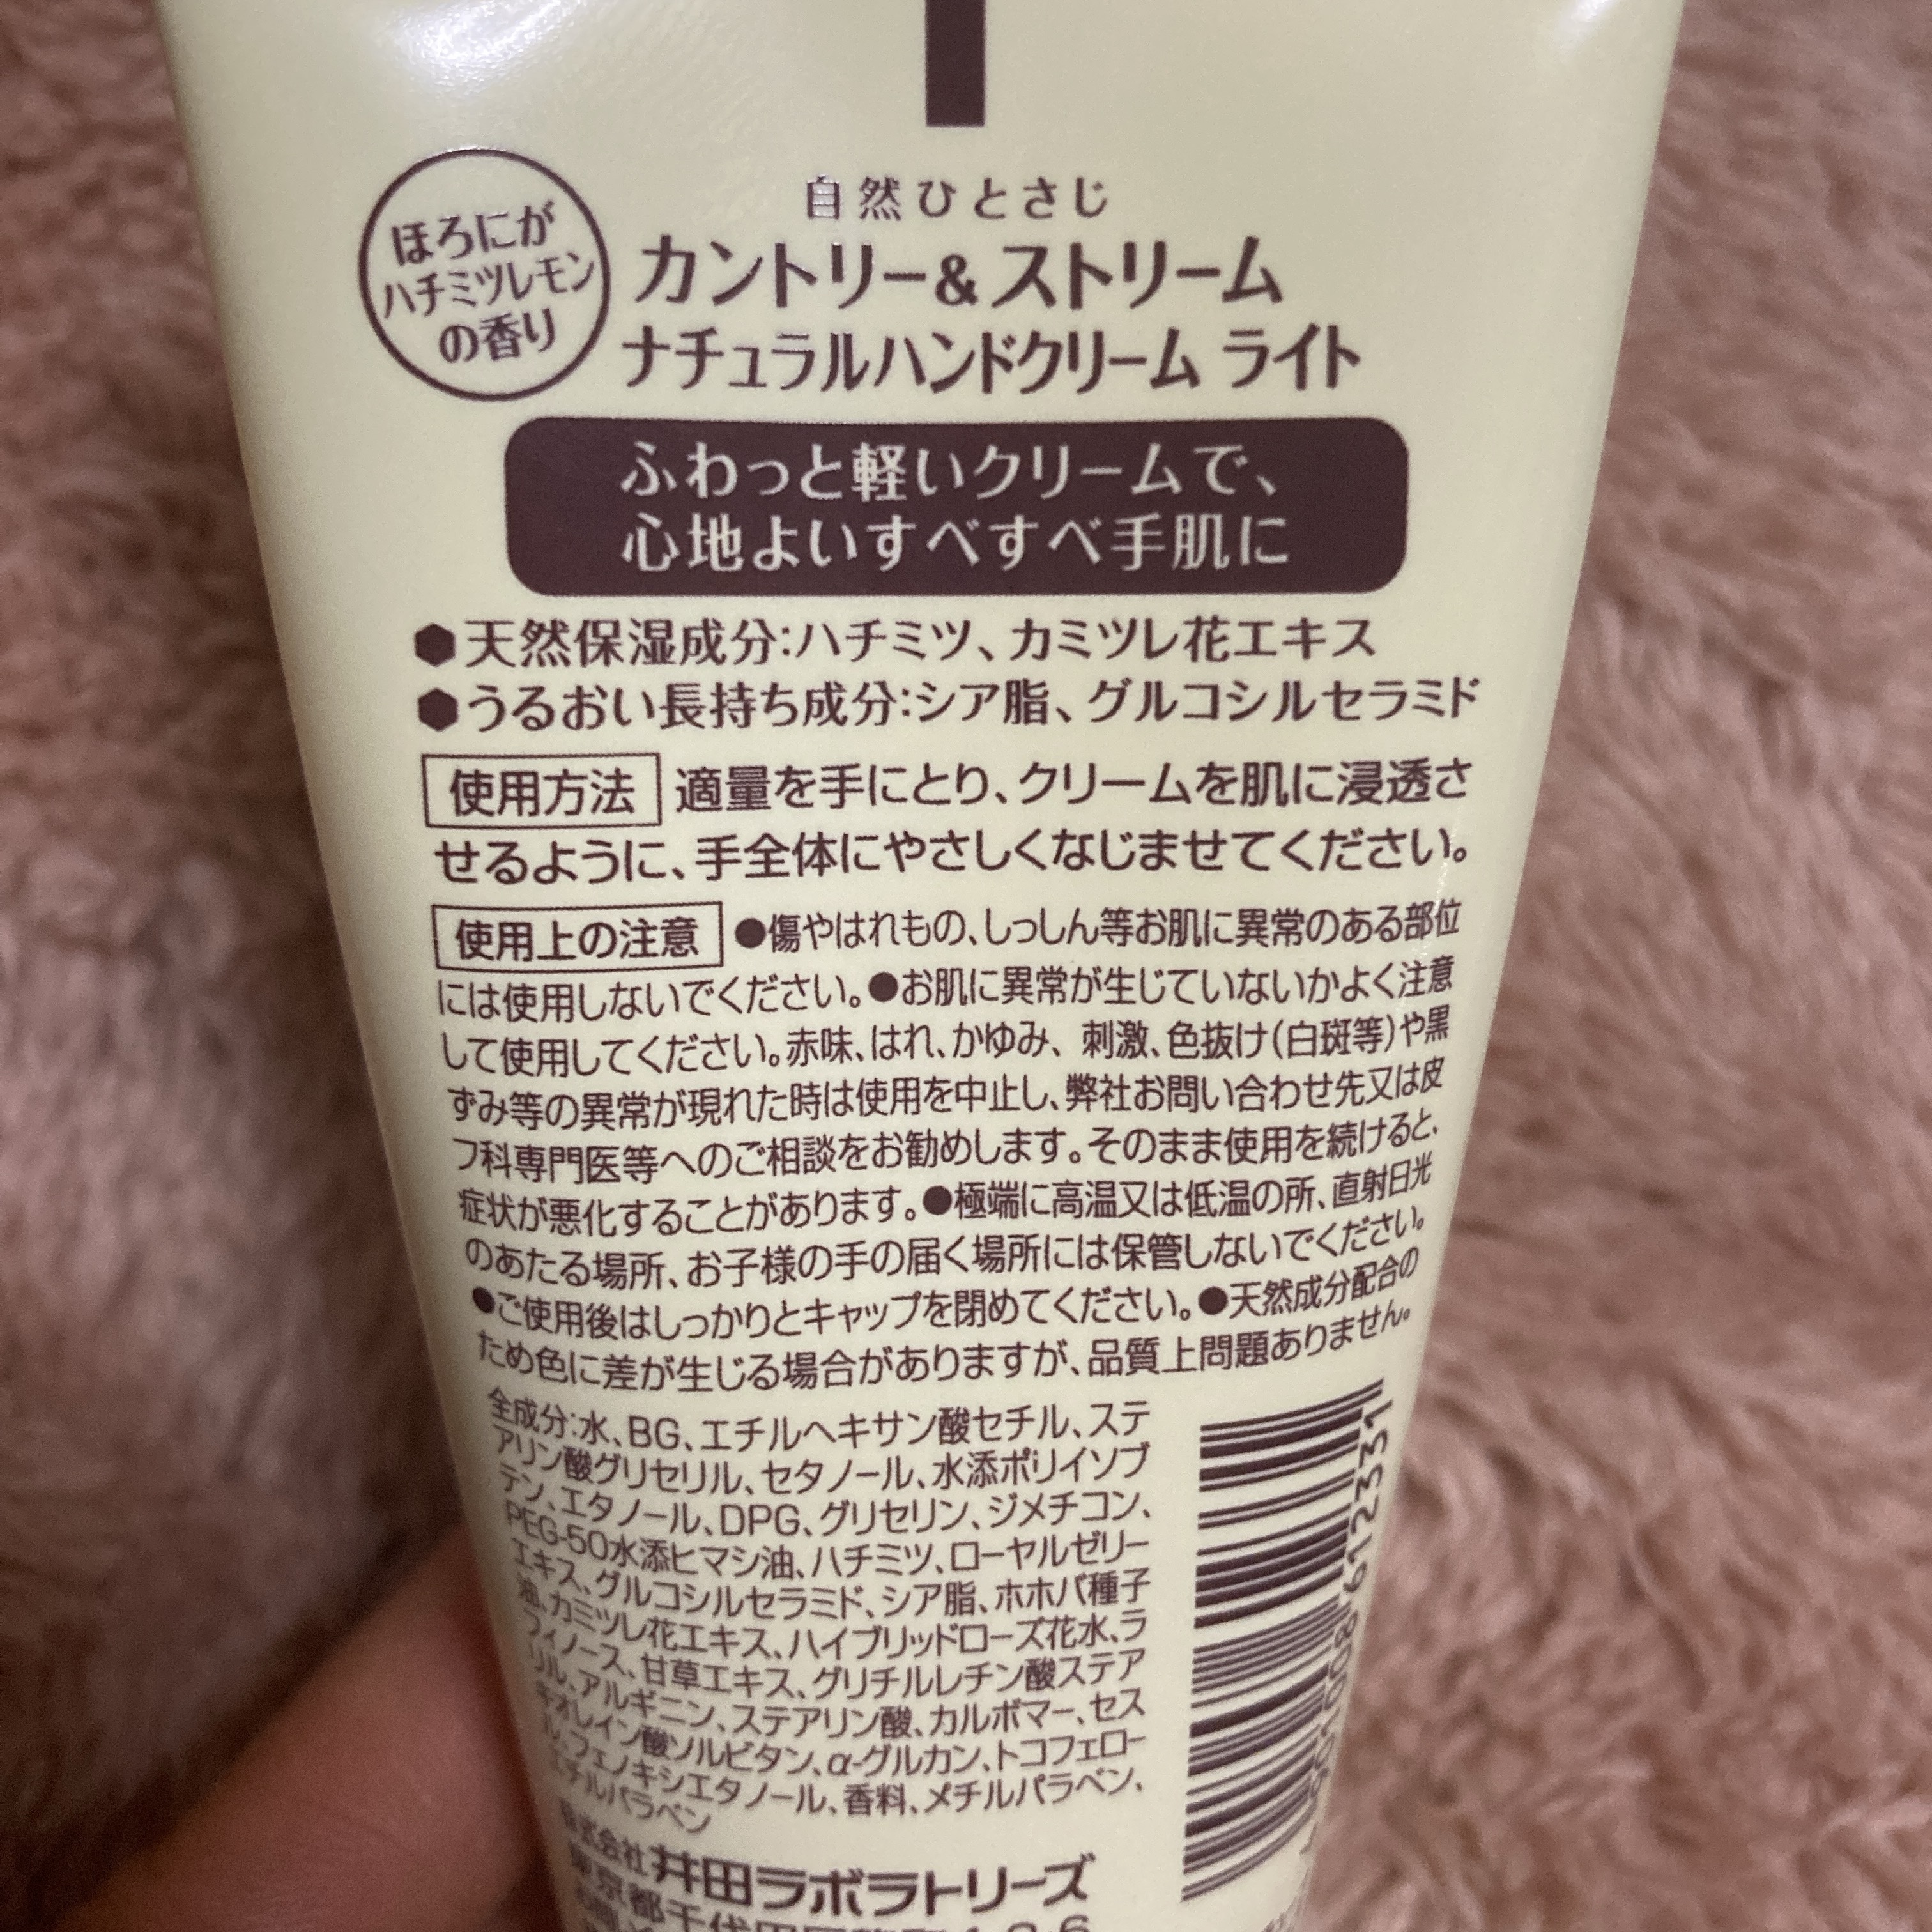 ほろにが
ハチミツレモン
の香り
自然ひとさじ
カントリー&ストリーム
ナチュラルハンドクリーム ライト
ふわっと軽いクリームで、
心地よいすべすべ手肌に
●天然保湿成分:ハチミツ、カミツレ花エキス
●うるおい長持ち成分:シア脂、グルコシルセラミド
使用方法 適量を手にとり、クリームを肌に浸透さ
せるように、手全体にやさしくなじませてください。
使用上の注意 ●傷やはれもの、しっしん等お肌に異常のある部位
には使用しないでください。●お肌に異常が生じていないかよく注意
して使用してください。赤味、はれ、かゆみ、刺激、色抜け(白斑等)や黒
ずみ等の異常が現れた時は使用を中止し、弊社お問い合わせ先又は皮
フ科専門医等へのご相談をお勧めします。そのまま使用を続けると、
症状が悪化することがあります。●極端に高温又は低温の所、直射日光
のあたる場所、お子様の手の届く場所には保管しないでください。
●ご使用後はしっかりとキャップを閉めてください。●天然成分配合の
ため色に差が生じる場合がありますが、品質上問題ありません。
全成分:水、BG、エチルヘキサン酸セチル、ステ
アリン酸グリセリル、セタノール、水添ポリイソブ
テン、エタノール、DPG、グリセリン、ジメチコン、
PEG-50水添ヒマシ油、ハチミツ、ローヤルゼリー
エキス、グルコシルセラミド、シア脂、ホホバ種子
油、カミツレ花エキス、ハイブリッドローズ花水、ラ
フィノース、甘草エキス、グリチルレチン酸ステア
リル、アルギニン、ステアリン酸、カルボマー、セス
キオレイン酸ソルビタン、α-グルカン、トコフェロー
ル、フェノキシエタノール、香料、メチルパラベン、
エチルパラベン
株式会社 井田ラボラトリーズ